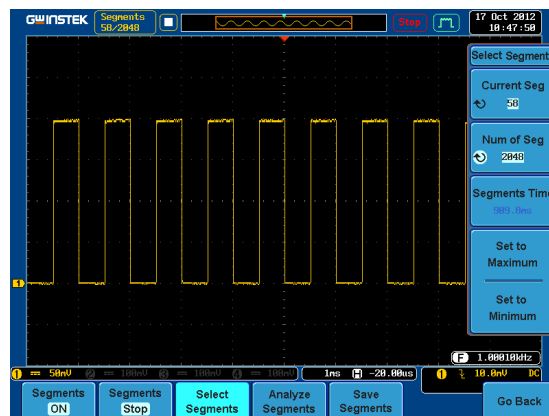 GWINSTEK
Segments
58/2048
Stop
17 Oct 2012
10:47:50
Select Segment
Current Seg
58
Num of Seg
2048
Segments Time
989.0ms
Set to
Maximum
Set to
Minimum
1
F 1.00010kHz
1 50mV 2 100mV 3 100mV 4 100mV 1ms H -20.00us 1 10.0mV DC
Segments
ON
Segments
Stop
Select
Segments
Analyze
Segments
Save
Segments
Go Back